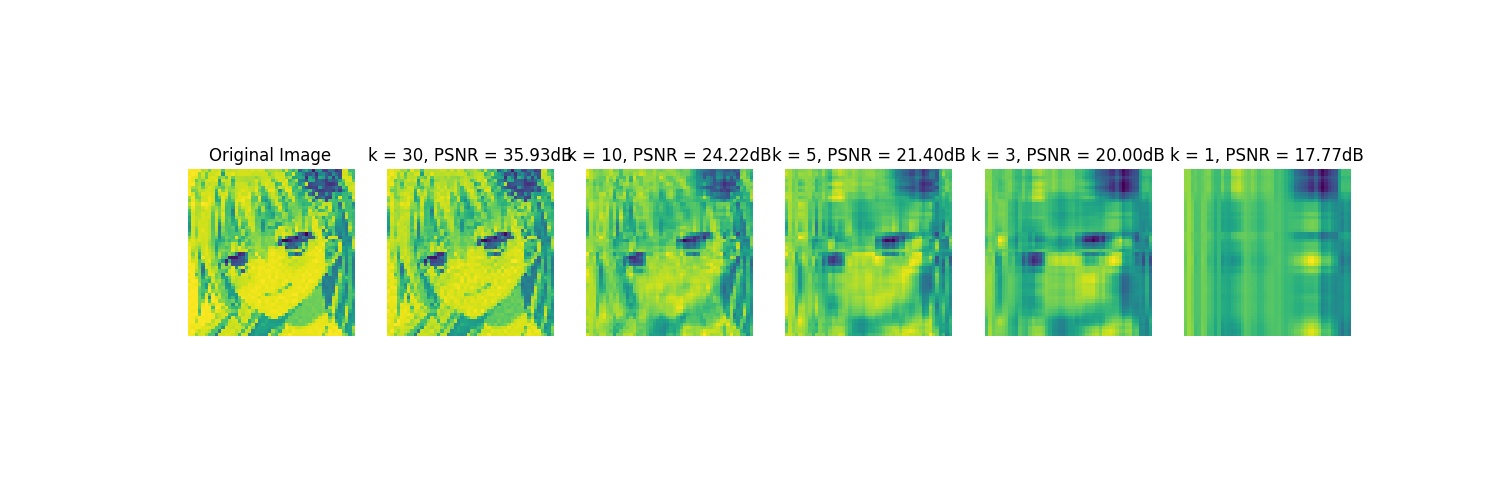 Original Image
k = 30, PSNR = 35.93dB
k = 10, PSNR = 24.22dB
k = 5, PSNR = 21.40dB
k = 3, PSNR = 20.00dB
k = 1, PSNR = 17.77dB